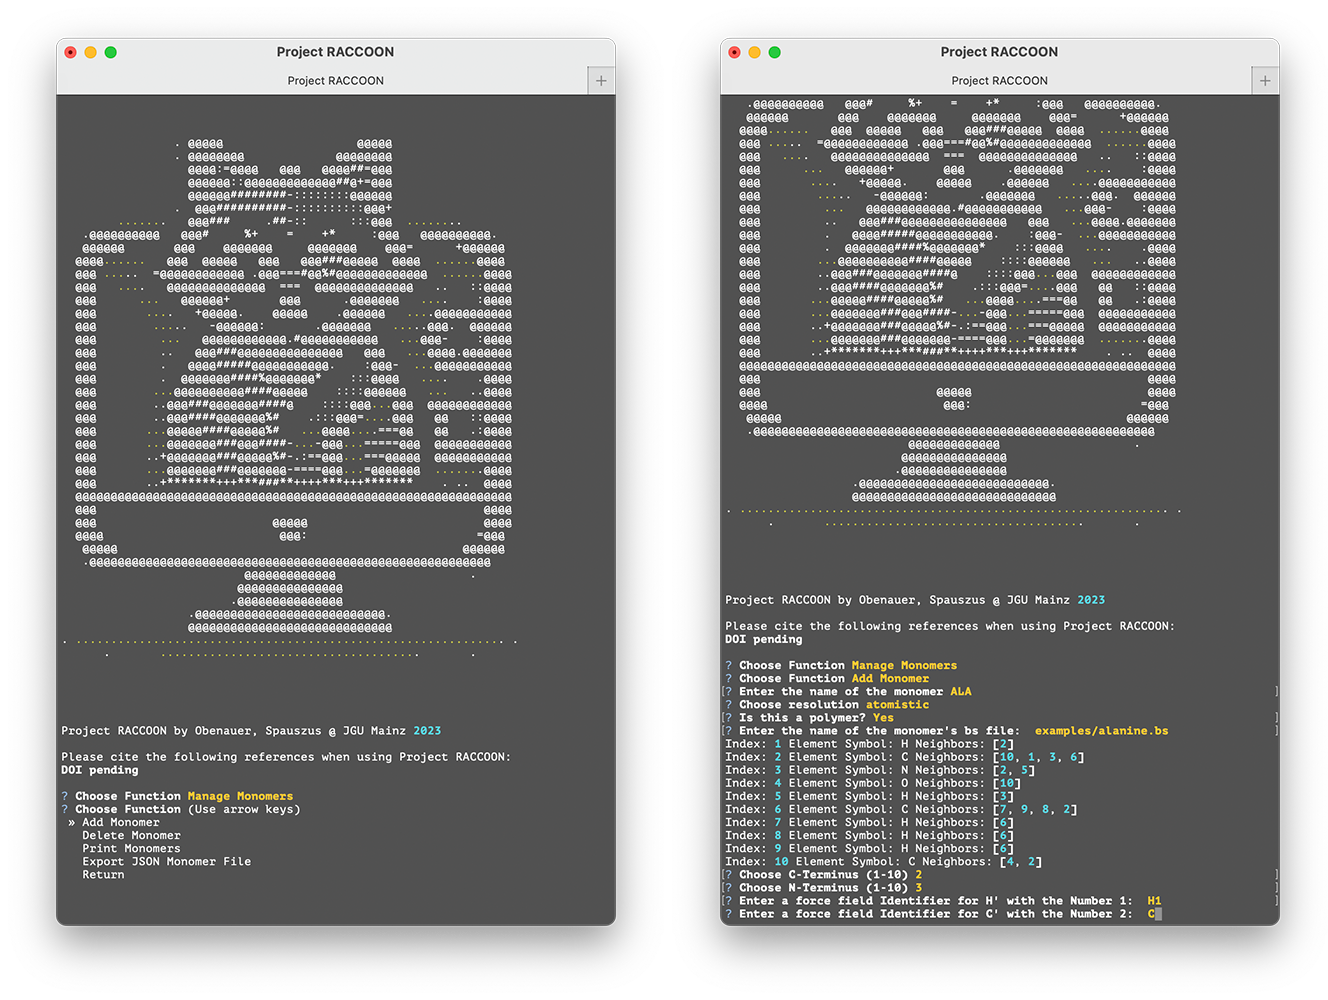 Project RACCOON
Project RACCOON
Project RACCOON by Obenauer, Spauszus @ JGU Mainz 2023
Please cite the following references when using Project RACCOON:
DOI pending
? Choose Function Manage Monomers
? Choose Function (Use arrow keys)
» Add Monomer
Delete Monomer
Print Monomers
Export JSON Monomer File
Return
Project RACCOON
Project RACCOON
Project RACCOON by Obenauer, Spauszus @ JGU Mainz 2023
Please cite the following references when using Project RACCOON:
DOI pending
? Choose Function Manage Monomers
? Choose Function Add Monomer
[? Enter the name of the monomer ALA ]
? Choose resolution atomistic
[? Is this a polymer? Yes ]
[? Enter the name of the monomer's bs file: examples/alanine.bs ]
Index: 1 Element Symbol: H Neighbors: [2]
Index: 2 Element Symbol: C Neighbors: [10, 1, 3, 6]
Index: 3 Element Symbol: N Neighbors: [2, 5]
Index: 4 Element Symbol: O Neighbors: [10]
Index: 5 Element Symbol: H Neighbors: [3]
Index: 6 Element Symbol: C Neighbors: [7, 9, 8, 2]
Index: 7 Element Symbol: H Neighbors: [6]
Index: 8 Element Symbol: H Neighbors: [6]
Index: 9 Element Symbol: H Neighbors: [6]
Index: 10 Element Symbol: C Neighbors: [4, 2]
[? Choose C-Terminus (1-10) 2 ]
[? Choose N-Terminus (1-10) 3 ]
[? Enter a force field Identifier for H' with the Number 1: H1 ]
? Enter a force field Identifier for C' with the Number 2: C